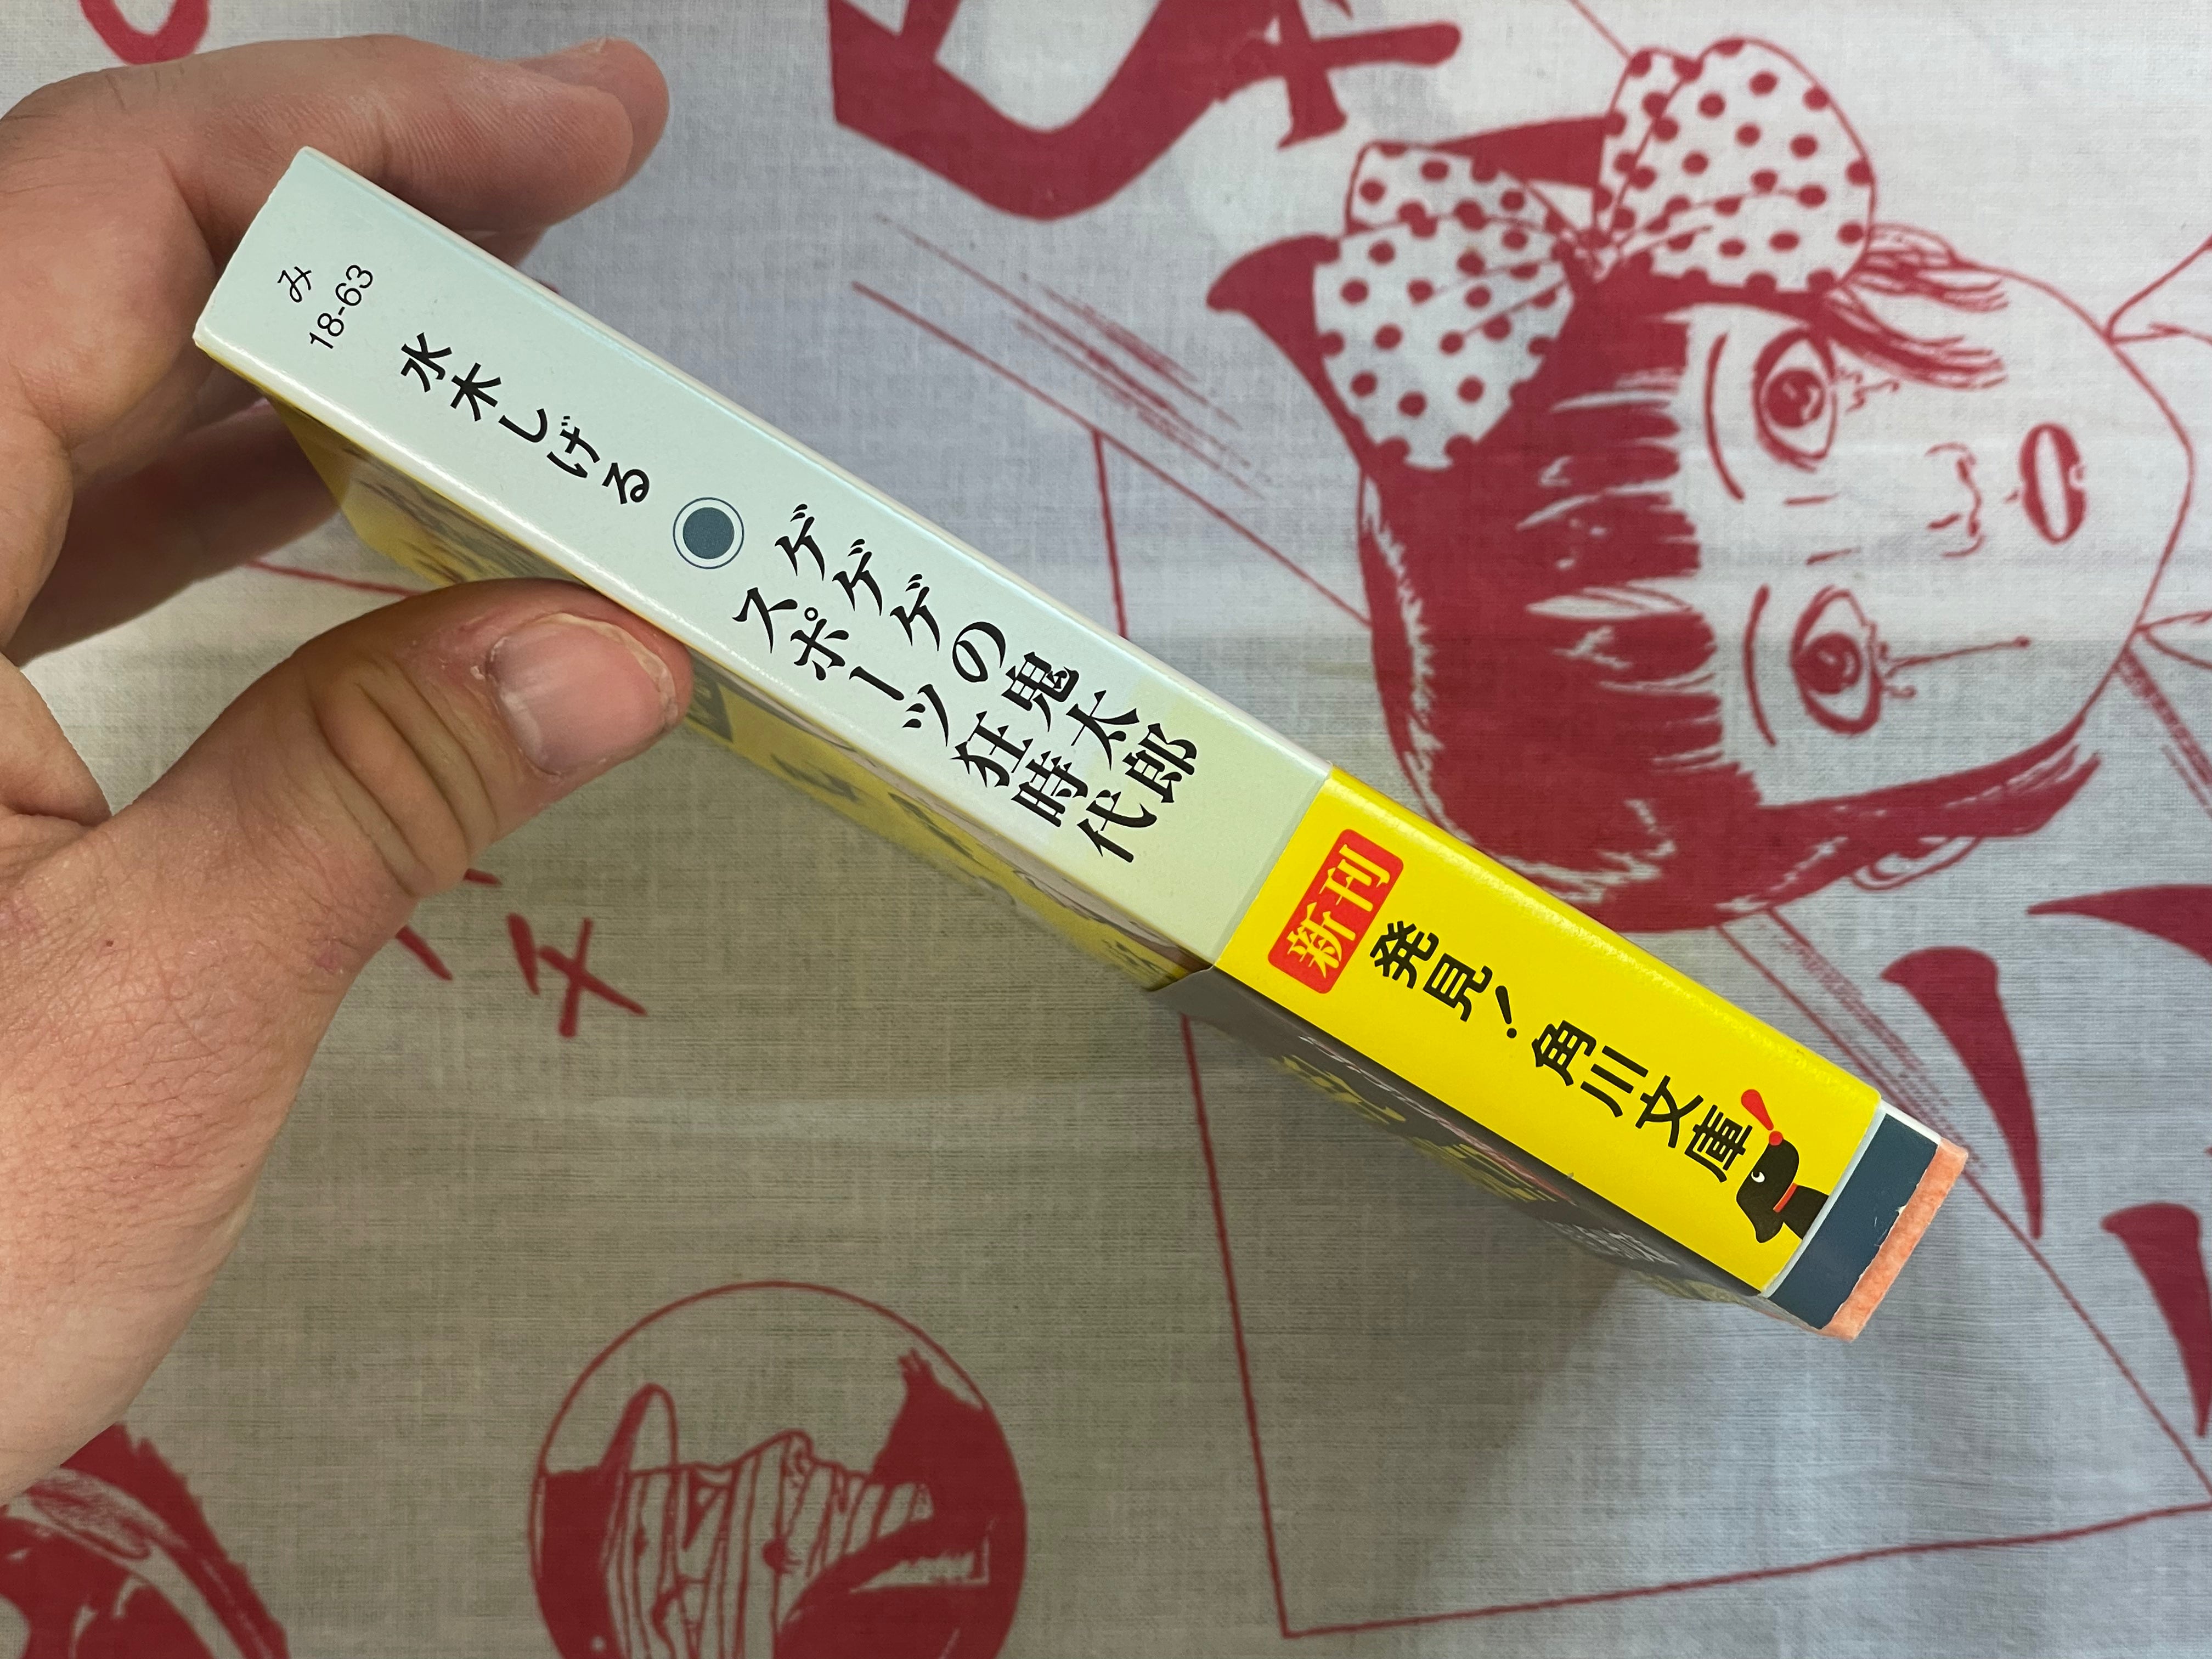 み
18-63
水木しげる
ゲゲゲの鬼太郎
スポーツ狂時代
新刊
発見!角川文庫